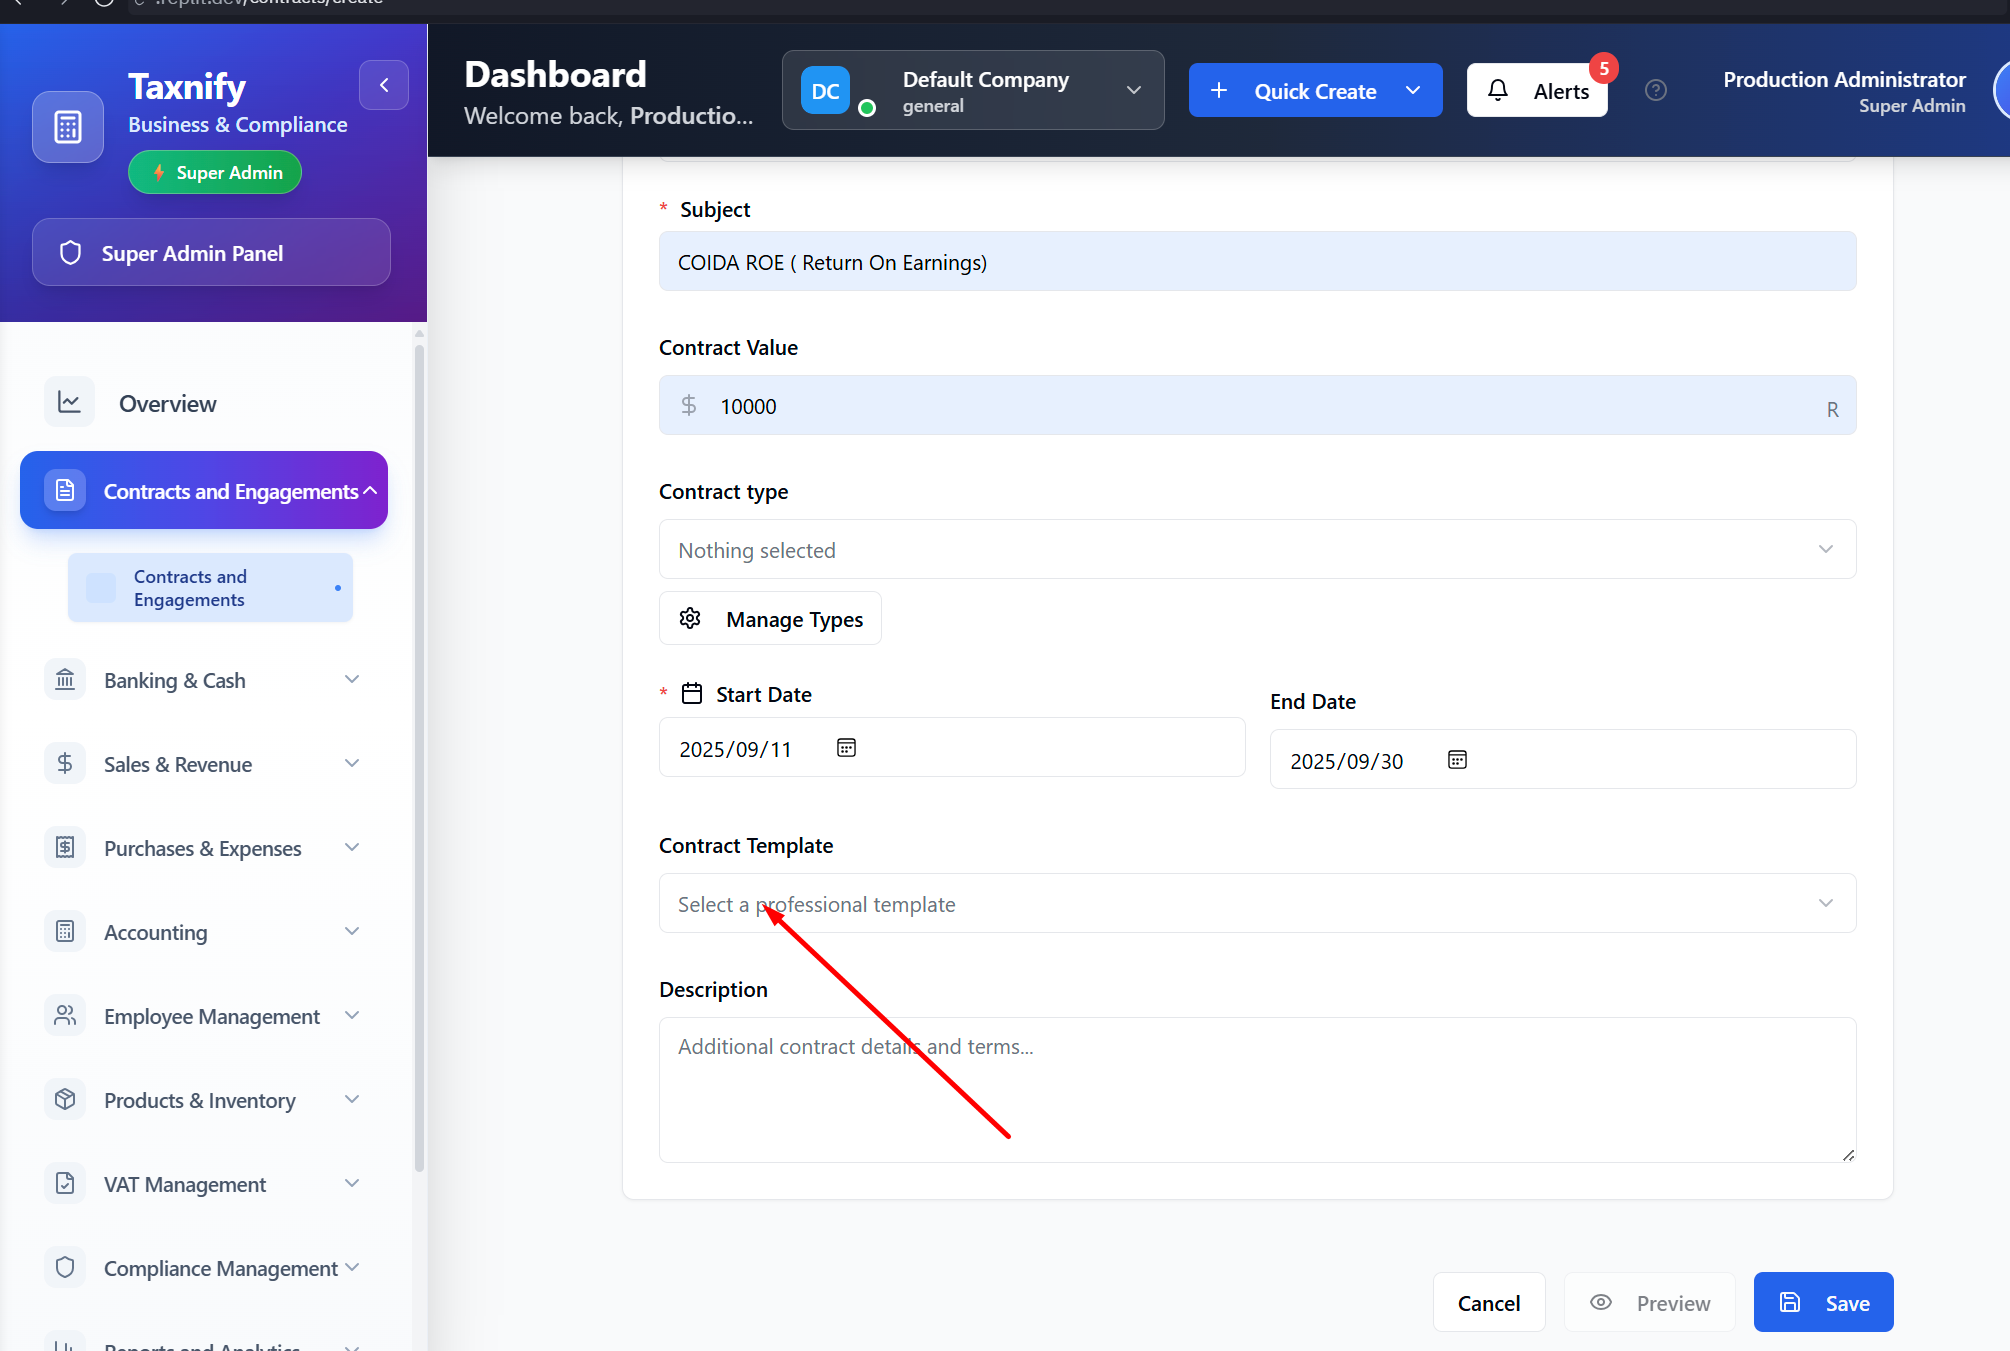 .replit.dev/contracts/create
Taxnify
Business & Compliance
Super Admin
Super Admin Panel
Overview
Contracts and Engagements
Contracts and
Engagements
Banking & Cash
Sales & Revenue
Purchases & Expenses
Accounting
Employee Management
Products & Inventory
VAT Management
Compliance Management
Reports and Analytics
Dashboard
Welcome back, Productio...
DC
Default Company
general
Quick Create
Alerts
5
Production Administrator
Super Admin
* Subject
COIDA ROE ( Return On Earnings)
Contract Value
$ 10000 R
Contract type
Nothing selected
Manage Types
* Start Date
2025/09/11
End Date
2025/09/30
Contract Template
Select a professional template
Description
Additional contract details and terms...
Cancel
Preview
Save